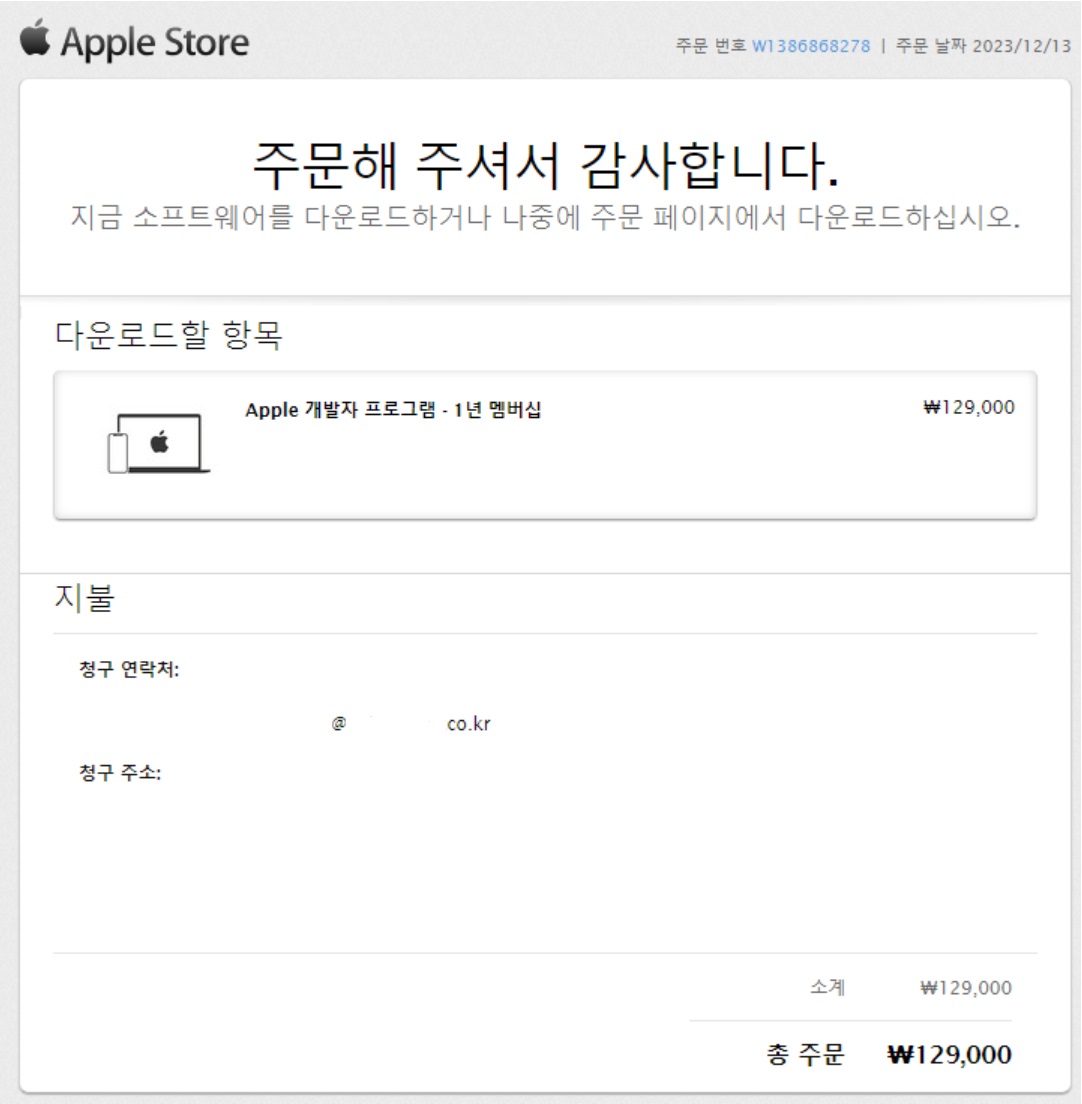 Apple Store
주문 번호 W1386868278 | 주문 날짜 2023/12/13
주문해 주셔서 감사합니다.
지금 소프트웨어를 다운로드하거나 나중에 주문 페이지에서 다운로드하십시오.
다운로드할 항목
Apple 개발자 프로그램 - 1년 멤버십 ₩129,000
지불
청구 연락처:
@ co.kr
청구 주소:
소계 ₩129,000
총 주문 ₩129,000